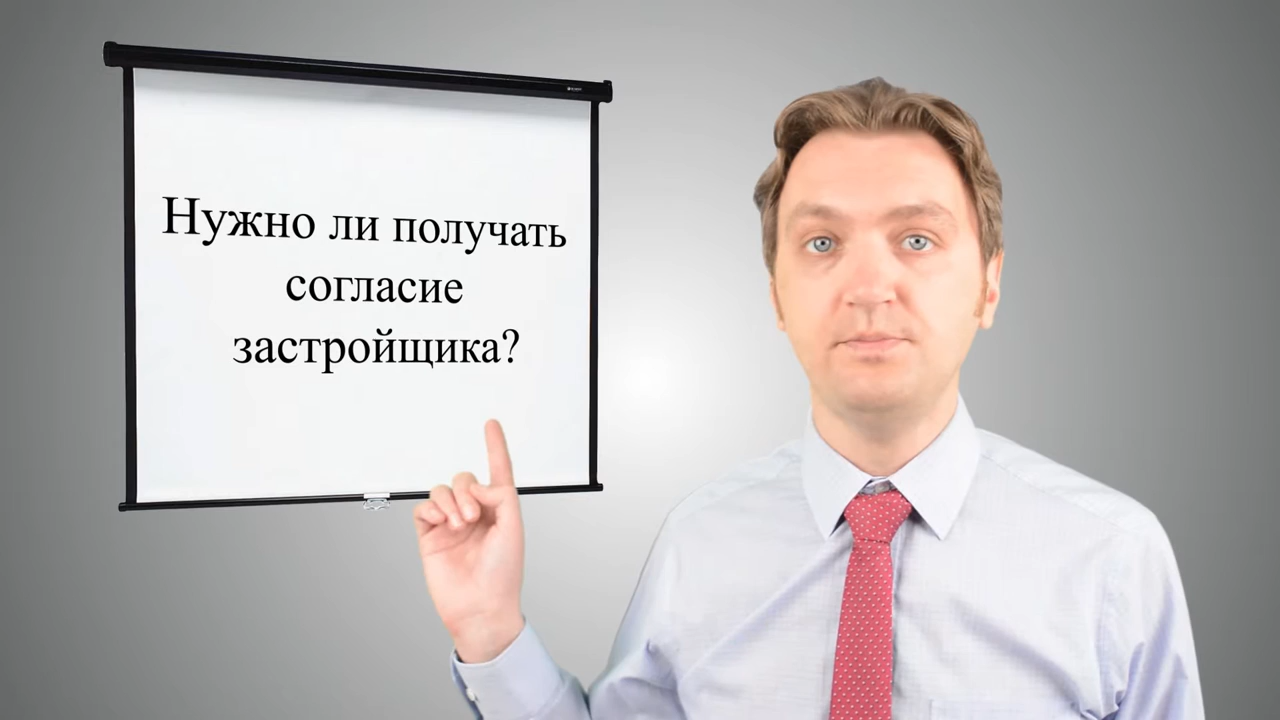 Нужно ли получать
согласие
застройщика?